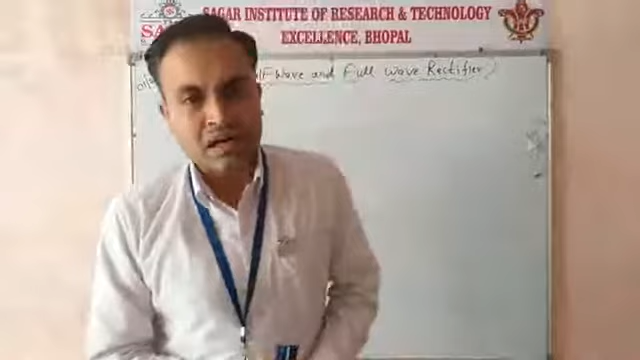 SAGAR INSTITUTE OF RESEARCH & TECHNOLOGY
EXCELLENCE, BHOPAL
Wave and Full wave Rectifier)